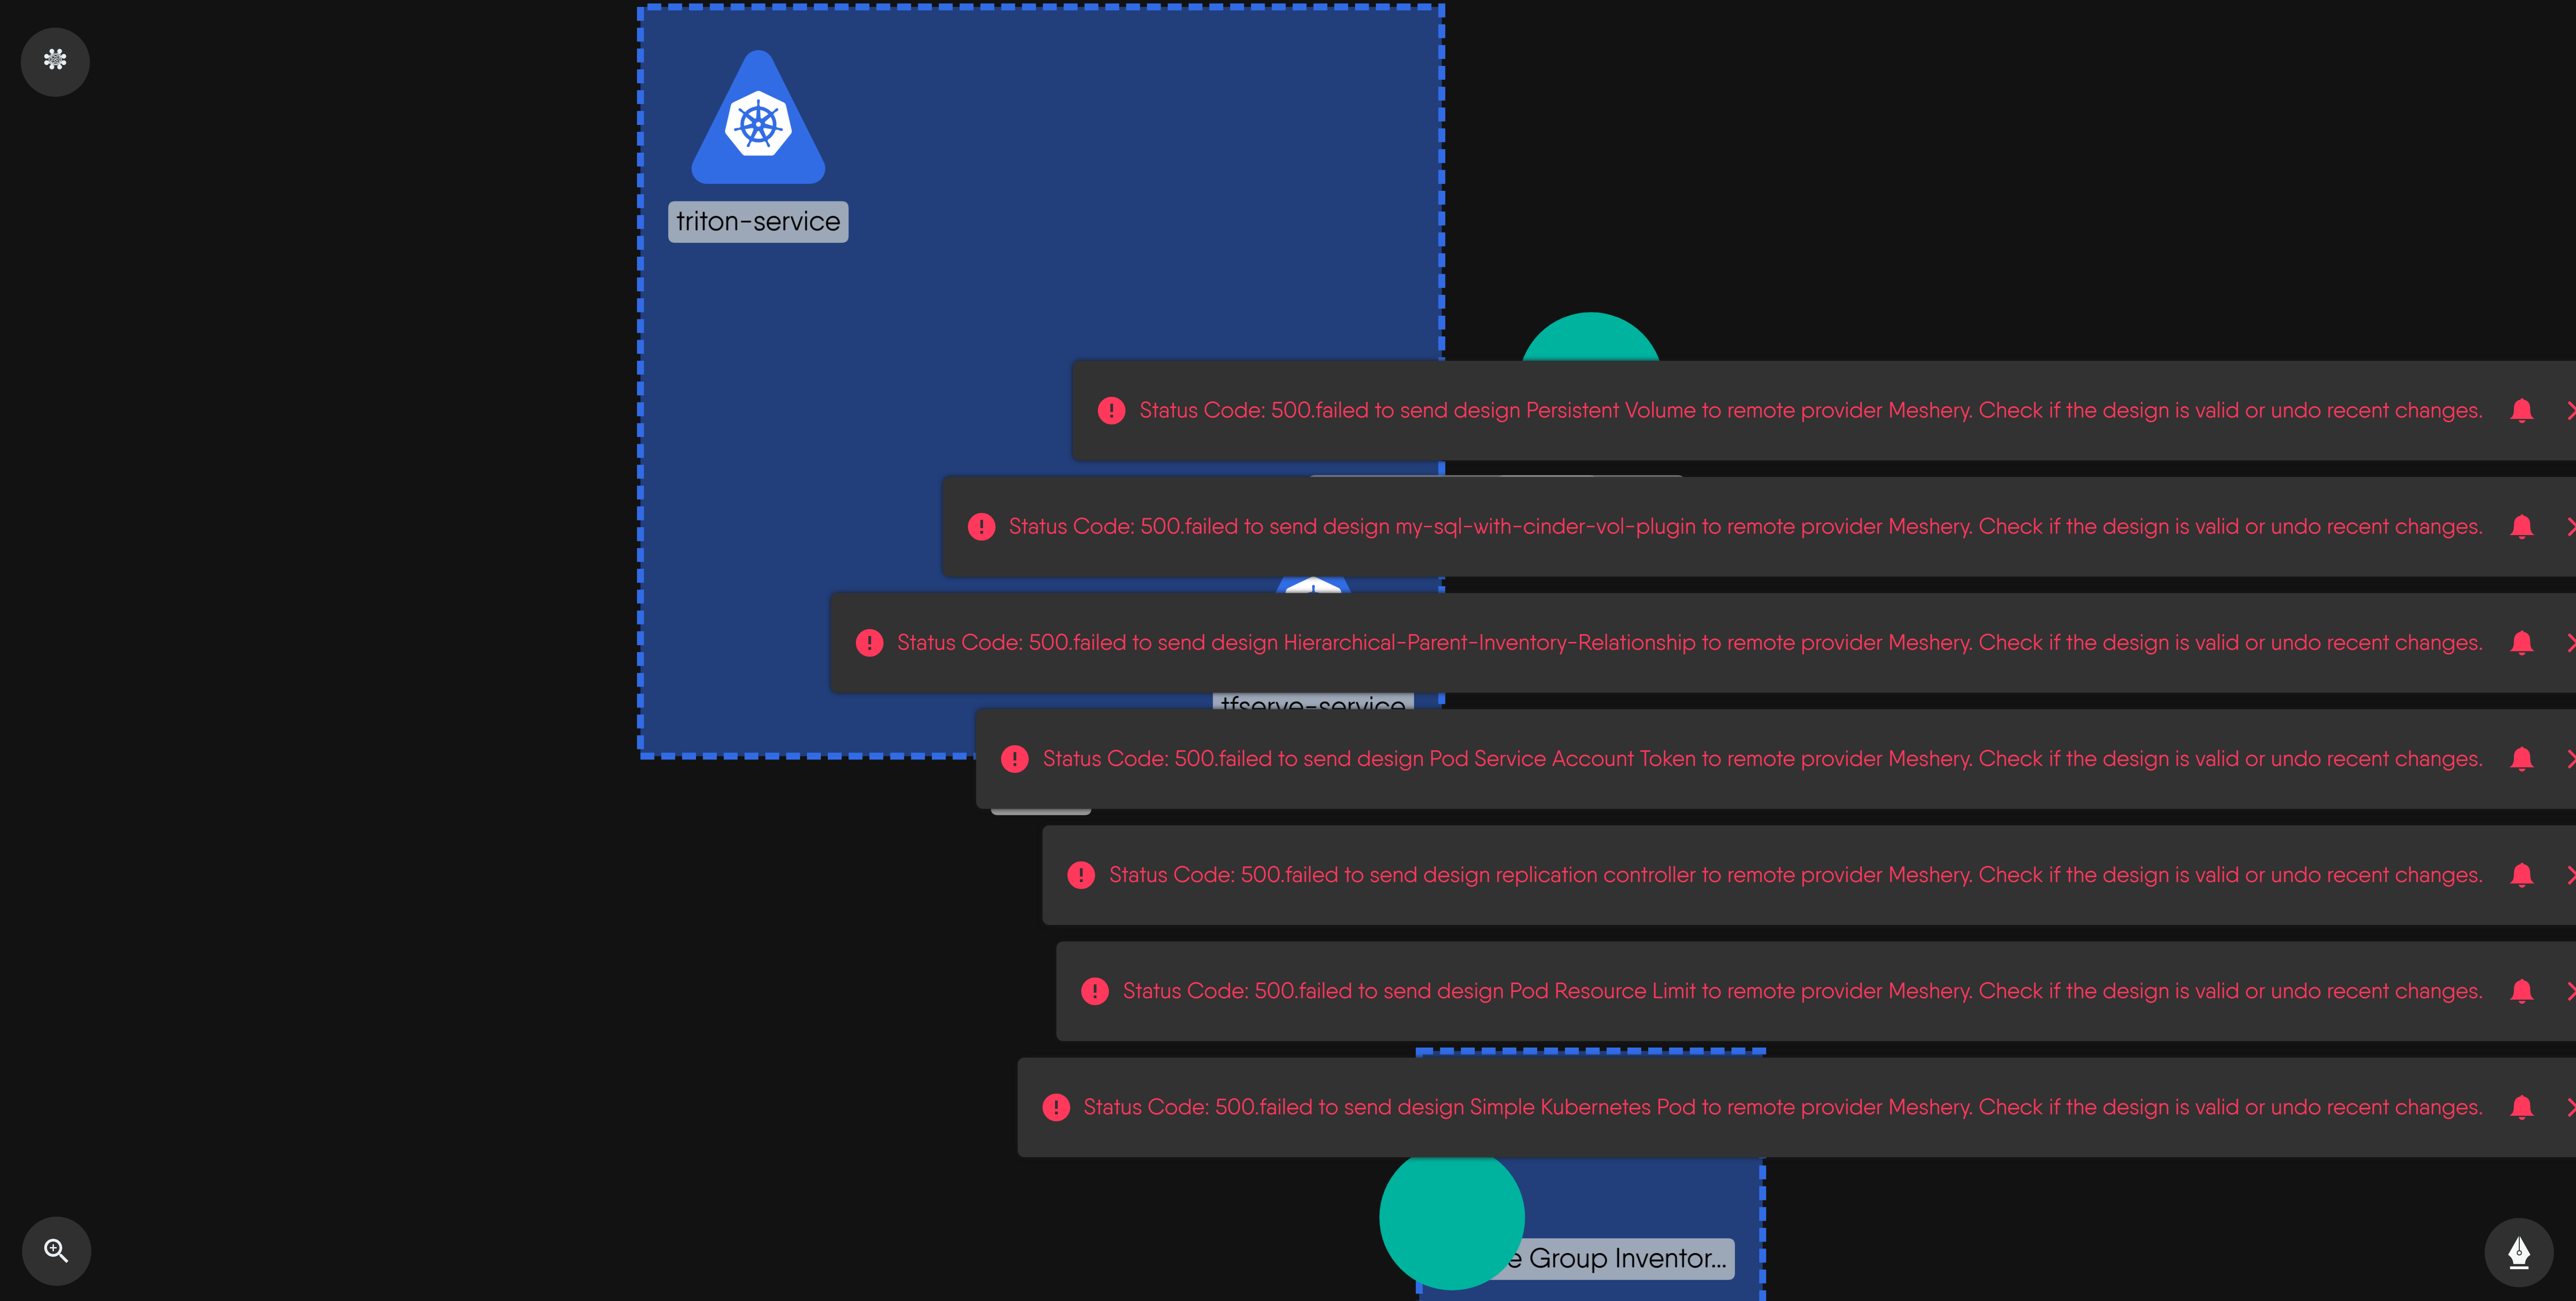 triton-service
Status Code: 500.failed to send design Persistent Volume to remote provider Meshery. Check if the design is valid or undo recent changes.
Status Code: 500.failed to send design my-sql-with-cinder-vol-plugin to remote provider Meshery. Check if the design is valid or undo recent changes.
Status Code: 500.failed to send design Hierarchical-Parent-Inventory-Relationship to remote provider Meshery. Check if the design is valid or undo recent changes.
tfserve-service
Status Code: 500.failed to send design Pod Service Account Token to remote provider Meshery. Check if the design is valid or undo recent changes.
Status Code: 500.failed to send design replication controller to remote provider Meshery. Check if the design is valid or undo recent changes.
Status Code: 500.failed to send design Pod Resource Limit to remote provider Meshery. Check if the design is valid or undo recent changes.
Status Code: 500.failed to send design Simple Kubernetes Pod to remote provider Meshery. Check if the design is valid or undo recent changes.
e Group Inventor...